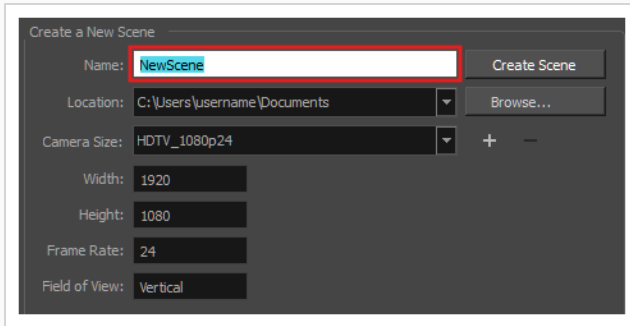 Create a New Scene
Name: NewScene Create Scene
Location: C:\Users\username\Documents Browse...
Camera Size: HDTV_1080p24
Width: 1920
Height: 1080
Frame Rate: 24
Field of View: Vertical